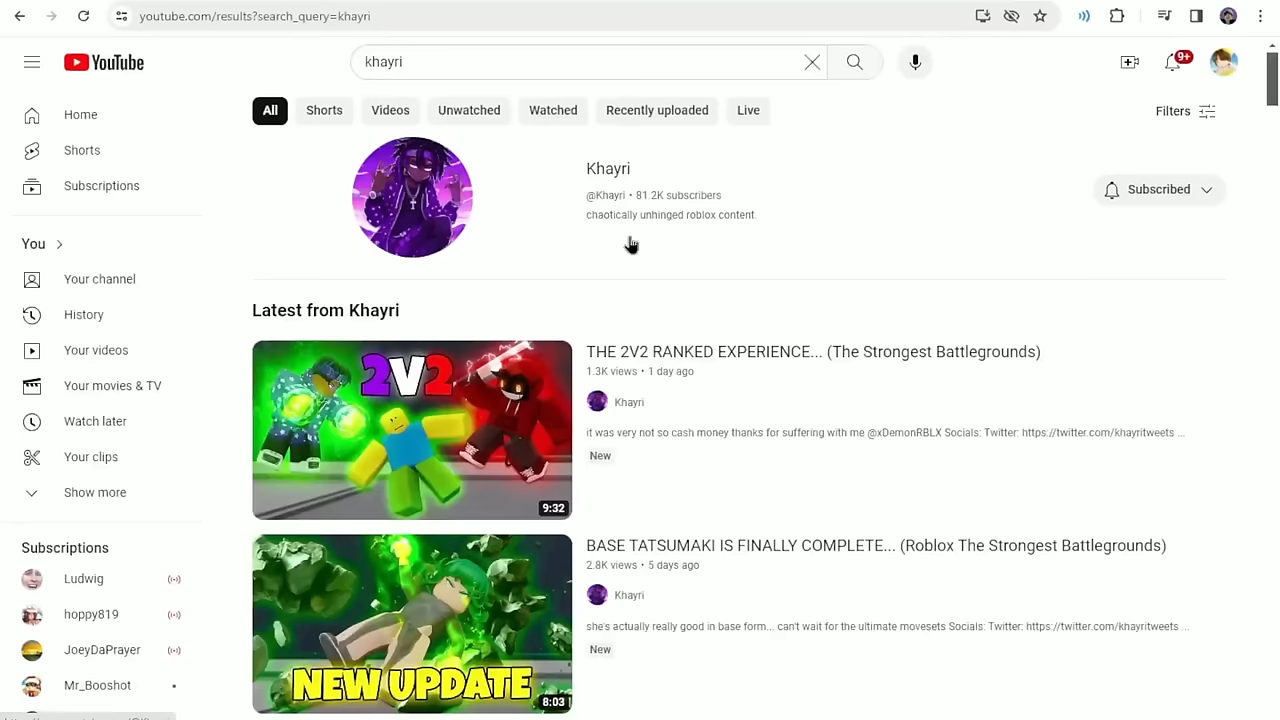 youtube.com/results?search_query=khayri
YouTube
khayri
9+
All
Shorts
Videos
Unwatched
Watched
Recently uploaded
Live
Filters
Home
Shorts
Subscriptions
You
Your channel
History
Your videos
Your movies & TV
Watch later
Your clips
Show more
Subscriptions
Ludwig
hoppy819
JoeyDaPrayer
Mr_Booshot
Khayri
@Khayri • 81.2K subscribers
chaotically unhinged roblox content.
Subscribed
Latest from Khayri
2V2
9:32
THE 2V2 RANKED EXPERIENCE... (The Strongest Battlegrounds)
1.3K views • 1 day ago
Khayri
it was very not so cash money thanks for suffering with me @xDemonRBLX Socials: Twitter: https://twitter.com/khayritweets ...
New
NEW UPDATE
8:03
BASE TATSUMAKI IS FINALLY COMPLETE... (Roblox The Strongest Battlegrounds)
2.8K views • 5 days ago
Khayri
she's actually really good in base form... can't wait for the ultimate movesets Socials: Twitter: https://twitter.com/khayritweets ...
New